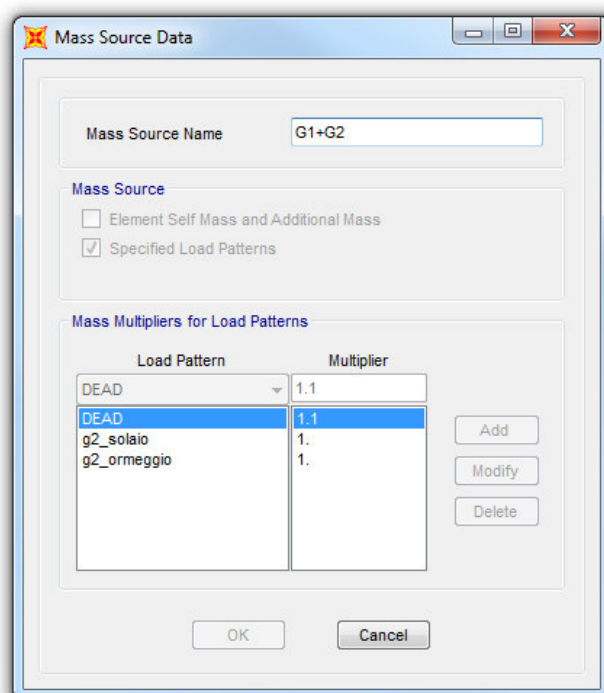 Mass Source Data
Mass Source Name G1+G2
Mass Source
Element Self Mass and Additional Mass
Specified Load Patterns
Mass Multipliers for Load Patterns
Load Pattern Multiplier
DEAD 1.1
DEAD 1.1
g2_solaio 1.
g2_ormeggio 1.
Add
Modify
Delete
OK Cancel